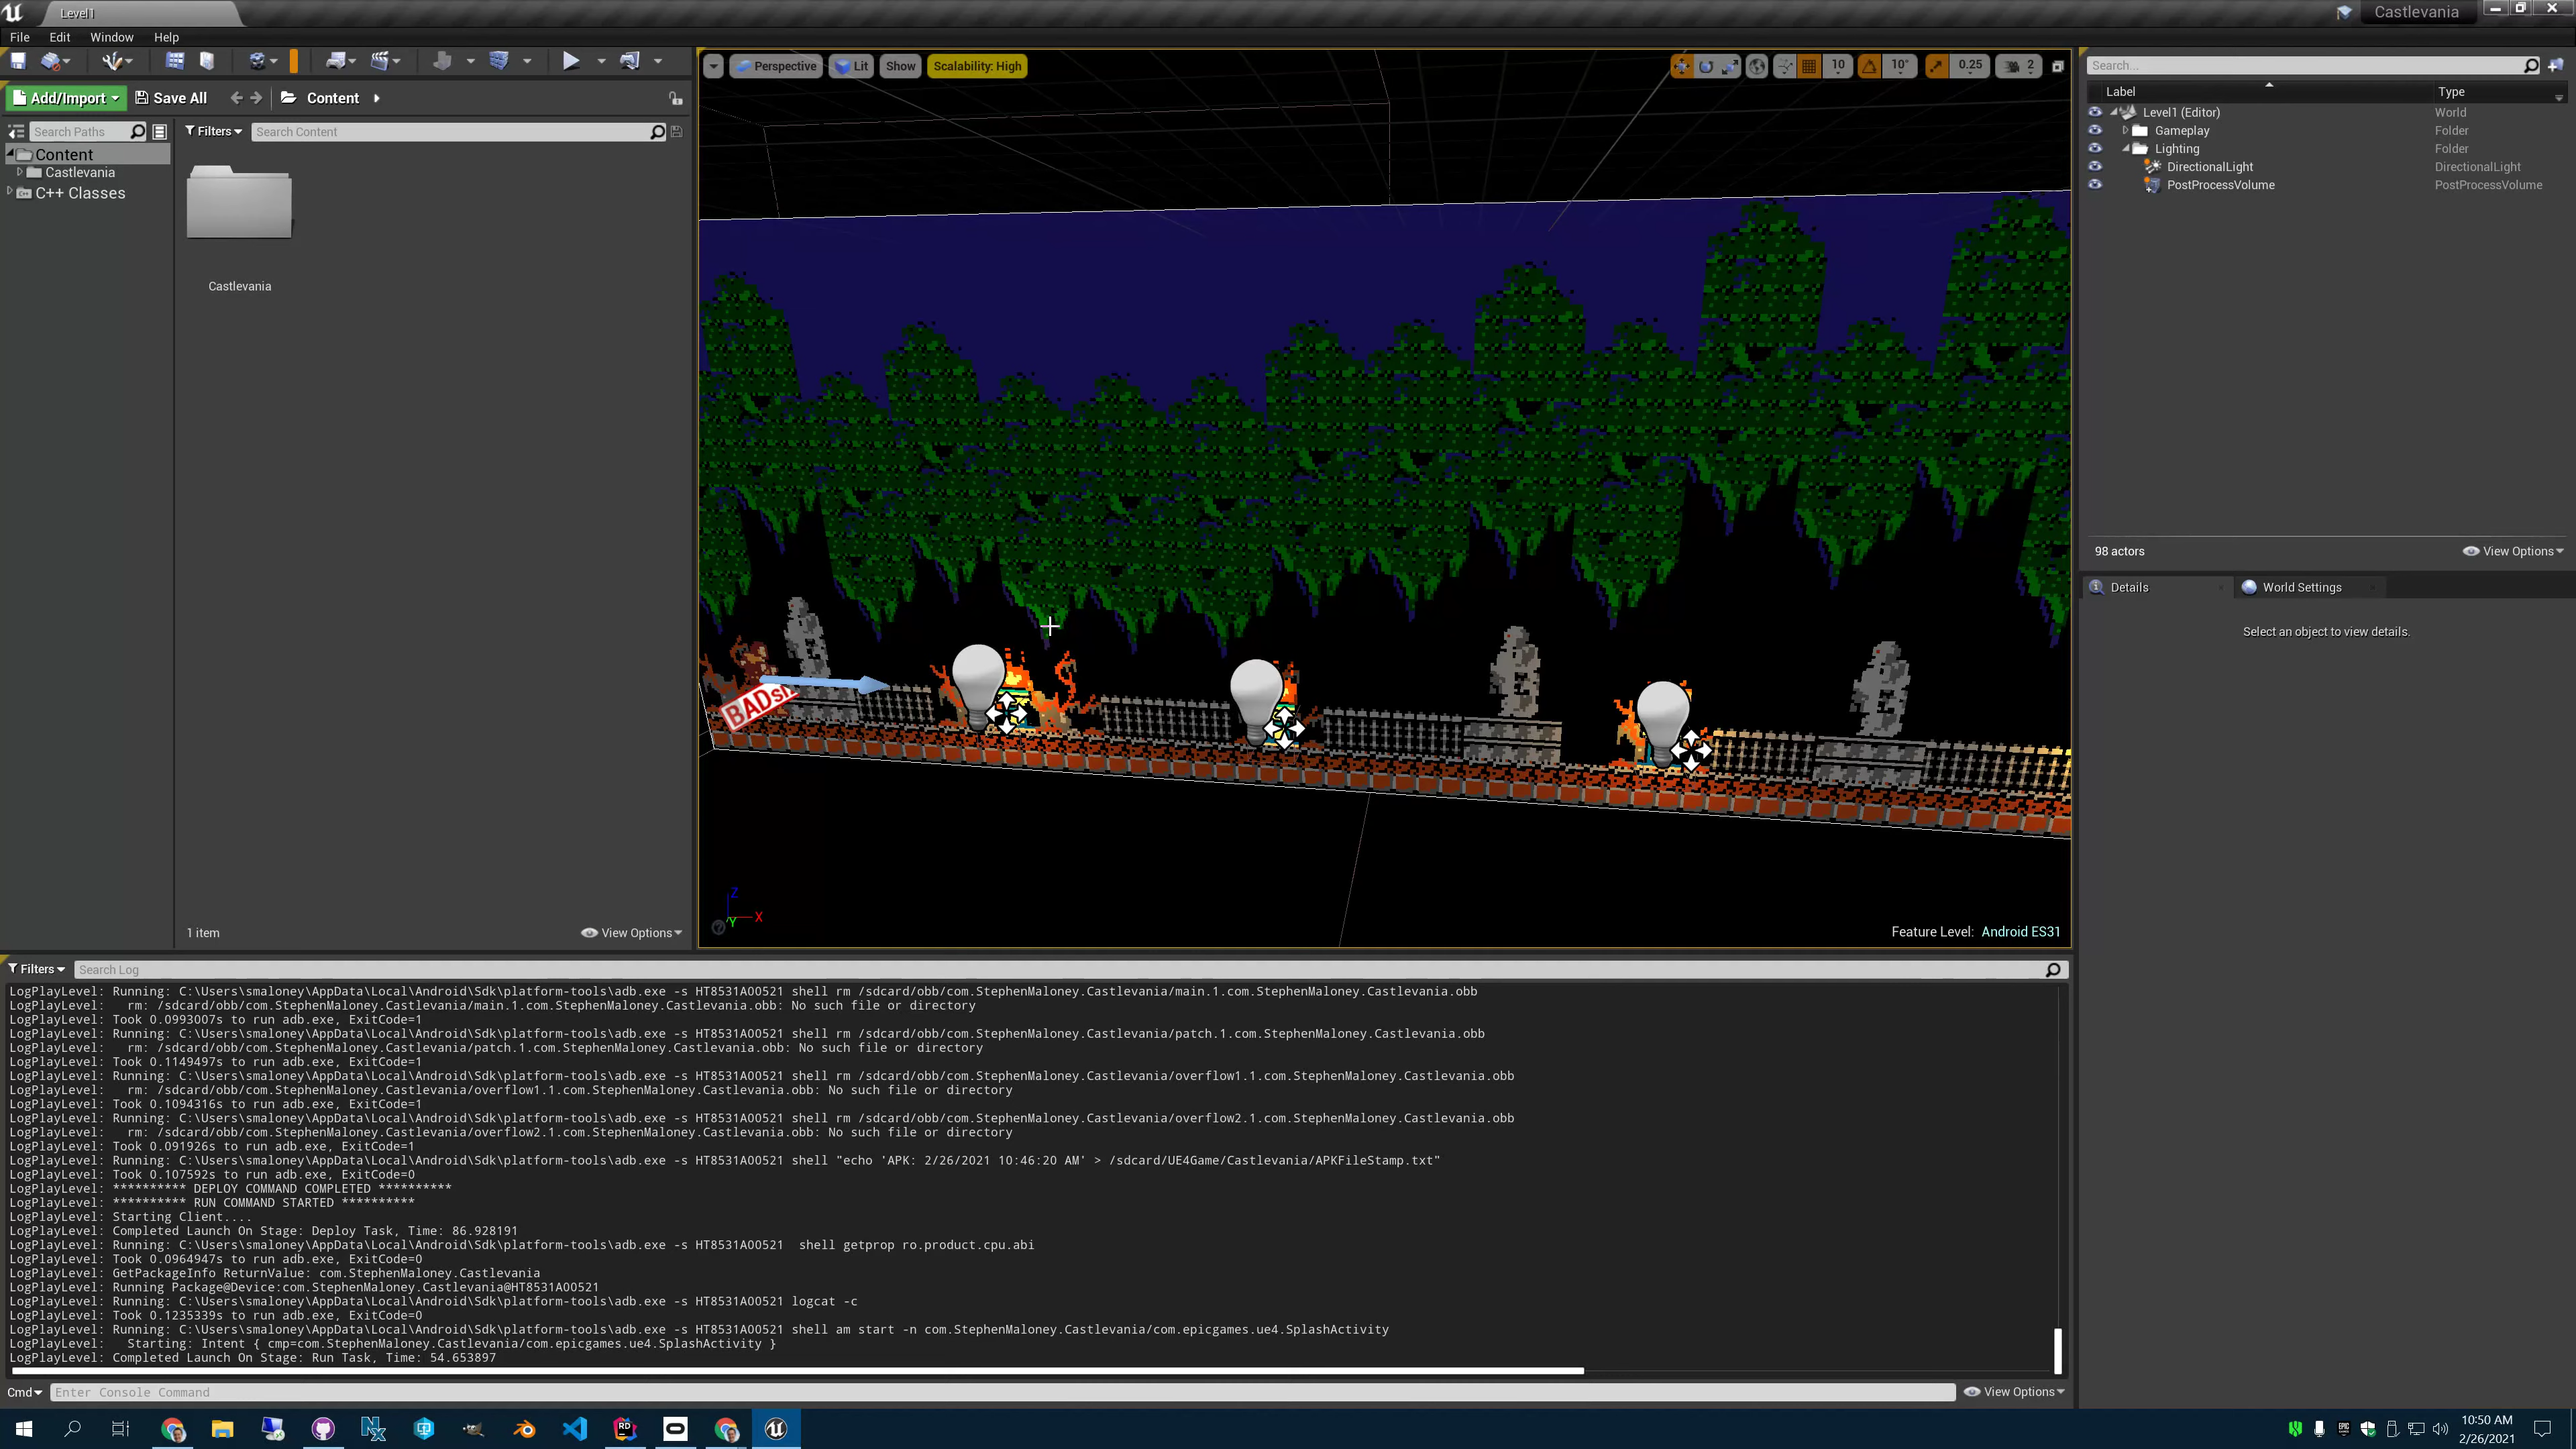 Level1
Castlevania
File Edit Window Help
Add/Import Save All Content
Search Paths
Filters Search Content
Content
Castlevania
C++ Classes
Castlevania
1 item
View Options
Perspective Lit Show Scalability: High
10 10° 0.25 2
BADsi
Z
X
Y
Feature Level: Android ES31
Search...
Label Type
Level1 (Editor) World
Gameplay Folder
Lighting Folder
DirectionalLight DirectionalLight
PostProcessVolume PostProcessVolume
98 actors View Options
Details World Settings
Select an object to view details.
Filters Search Log
LogPlayLevel: Running: C:\Users\smaloney\AppData\Local\Android\Sdk\platform-tools\adb.exe -s HT8531A00521 shell rm /sdcard/obb/com.StephenMaloney.Castlevania/main.1.com.StephenMaloney.Castlevania.obb
LogPlayLevel: rm: /sdcard/obb/com.StephenMaloney.Castlevania/main.1.com.StephenMaloney.Castlevania.obb: No such file or directory
LogPlayLevel: Took 0.0993007s to run adb.exe, ExitCode=1
LogPlayLevel: Running: C:\Users\smaloney\AppData\Local\Android\Sdk\platform-tools\adb.exe -s HT8531A00521 shell rm /sdcard/obb/com.StephenMaloney.Castlevania/patch.1.com.StephenMaloney.Castlevania.obb
LogPlayLevel: rm: /sdcard/obb/com.StephenMaloney.Castlevania/patch.1.com.StephenMaloney.Castlevania.obb: No such file or directory
LogPlayLevel: Took 0.1149497s to run adb.exe, ExitCode=1
LogPlayLevel: Running: C:\Users\smaloney\AppData\Local\Android\Sdk\platform-tools\adb.exe -s HT8531A00521 shell rm /sdcard/obb/com.StephenMaloney.Castlevania/overflow1.1.com.StephenMaloney.Castlevania.obb
LogPlayLevel: rm: /sdcard/obb/com.StephenMaloney.Castlevania/overflow1.1.com.StephenMaloney.Castlevania.obb: No such file or directory
LogPlayLevel: Took 0.1094316s to run adb.exe, ExitCode=1
LogPlayLevel: Running: C:\Users\smaloney\AppData\Local\Android\Sdk\platform-tools\adb.exe -s HT8531A00521 shell rm /sdcard/obb/com.StephenMaloney.Castlevania/overflow2.1.com.StephenMaloney.Castlevania.obb
LogPlayLevel: rm: /sdcard/obb/com.StephenMaloney.Castlevania/overflow2.1.com.StephenMaloney.Castlevania.obb: No such file or directory
LogPlayLevel: Took 0.091926s to run adb.exe, ExitCode=1
LogPlayLevel: Running: C:\Users\smaloney\AppData\Local\Android\Sdk\platform-tools\adb.exe -s HT8531A00521 shell "echo 'APK: 2/26/2021 10:46:20 AM' > /sdcard/UE4Game/Castlevania/APKFileStamp.txt"
LogPlayLevel: Took 0.107592s to run adb.exe, ExitCode=0
LogPlayLevel: ********** DEPLOY COMMAND COMPLETED **********
LogPlayLevel: ********** RUN COMMAND STARTED **********
LogPlayLevel: Starting Client....
LogPlayLevel: Completed Launch On Stage: Deploy Task, Time: 86.928191
LogPlayLevel: Running: C:\Users\smaloney\AppData\Local\Android\Sdk\platform-tools\adb.exe -s HT8531A00521 shell getprop ro.product.cpu.abi
LogPlayLevel: Took 0.0964947s to run adb.exe, ExitCode=0
LogPlayLevel: GetPackageInfo ReturnValue: com.StephenMaloney.Castlevania
LogPlayLevel: Running Package@Device:com.StephenMaloney.Castlevania@HT8531A00521
LogPlayLevel: Running: C:\Users\smaloney\AppData\Local\Android\Sdk\platform-tools\adb.exe -s HT8531A00521 logcat -c
LogPlayLevel: Took 0.1235339s to run adb.exe, ExitCode=0
LogPlayLevel: Running: C:\Users\smaloney\AppData\Local\Android\Sdk\platform-tools\adb.exe -s HT8531A00521 shell am start -n com.StephenMaloney.Castlevania/com.epicgames.ue4.SplashActivity
LogPlayLevel: Starting: Intent { cmp=com.StephenMaloney.Castlevania/com.epicgames.ue4.SplashActivity }
LogPlayLevel: Completed Launch On Stage: Run Task, Time: 54.653897
Cmd Enter Console Command View Options
10:50 AM
2/26/2021